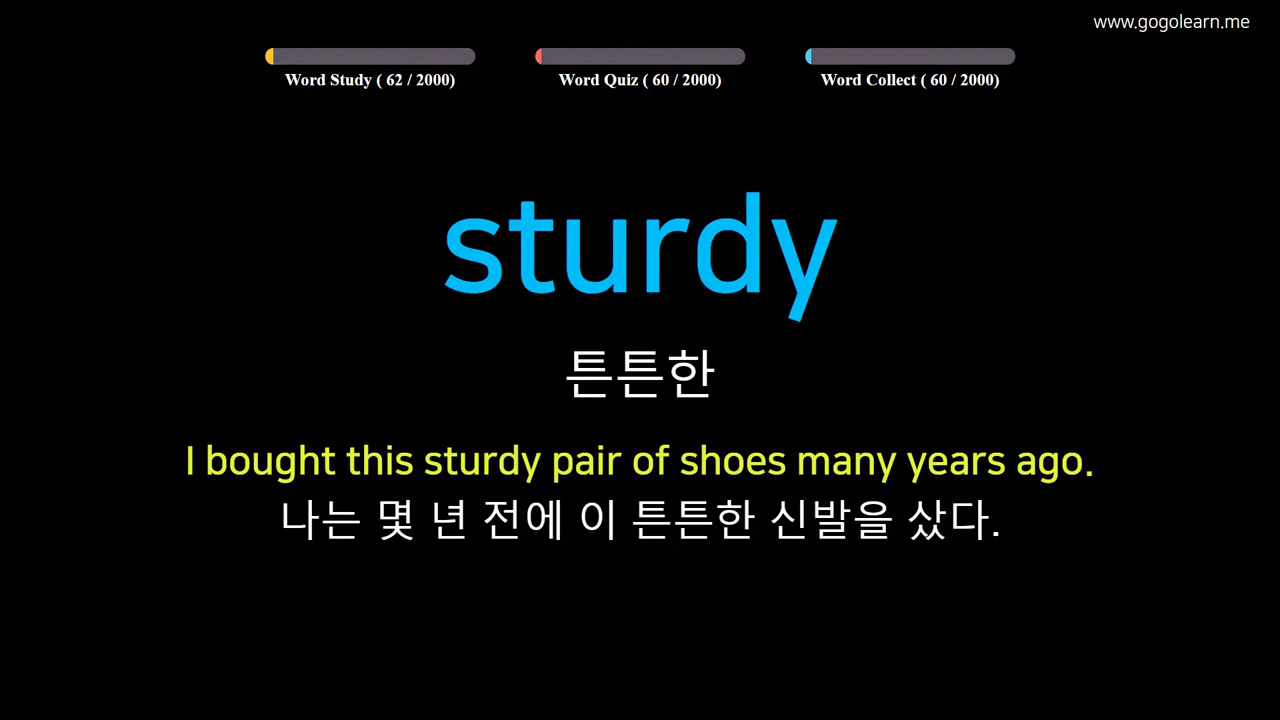 www.gogolearn.me
Word Study ( 62 / 2000)
Word Quiz ( 60 / 2000)
Word Collect ( 60 / 2000)
sturdy
튼튼한
I bought this sturdy pair of shoes many years ago.
나는 몇 년 전에 이 튼튼한 신발을 샀다.